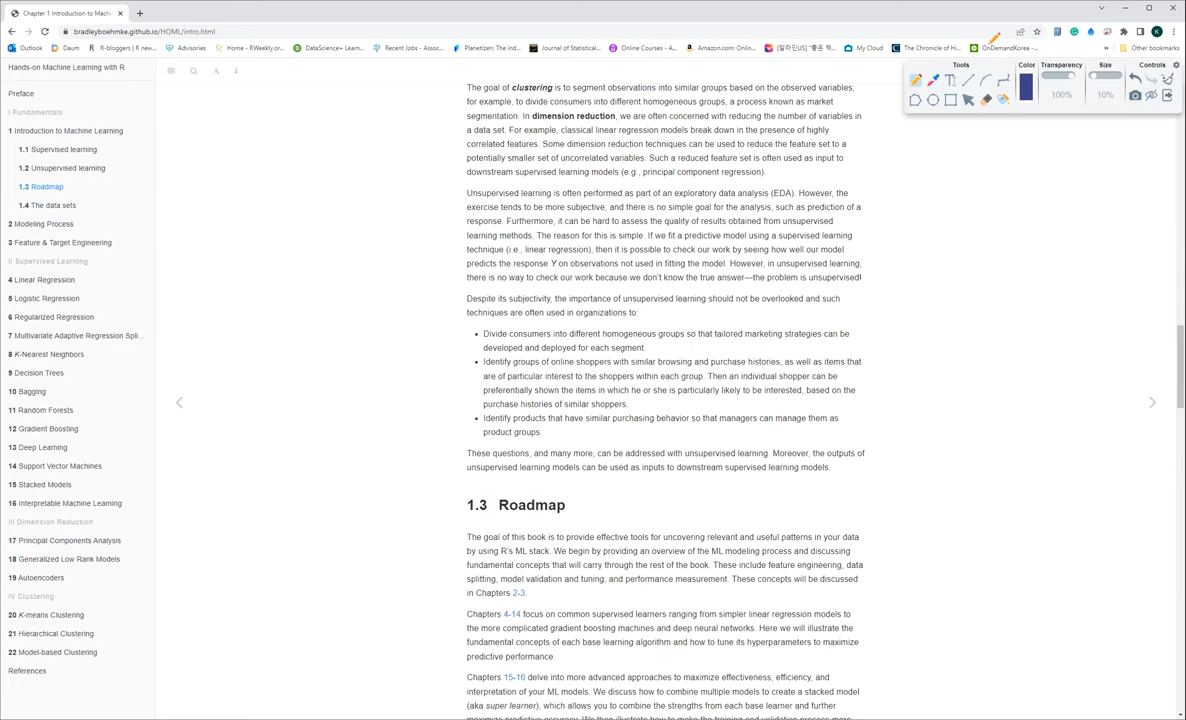 Chapter 1 Introduction to Machi
bradleyboehmke.github.io/HOML/intro.html
Outlook
Daum
R-bloggers | R new...
Advisories
Home - RWeekly.or...
DataScience+ Learn...
Recent Jobs - Assoc...
Planetizen: The ind...
Journal of Statistical...
Online Courses - A...
Amazon.com: Onlin...
[알라딘US]"좋은 책...
My Cloud
The Chronicle of Hi...
OnDemandKorea -...
Other bookmarks
Tools
Color
Transparency
Size
Controls
100%
10%
Hands-on Machine Learning with R
Preface
I Fundamentals
1 Introduction to Machine Learning
1.1 Supervised learning
1.2 Unsupervised learning
1.3 Roadmap
1.4 The data sets
2 Modeling Process
3 Feature & Target Engineering
II Supervised Learning
4 Linear Regression
5 Logistic Regression
6 Regularized Regression
7 Multivariate Adaptive Regression Spli...
8 K-Nearest Neighbors
9 Decision Trees
10 Bagging
11 Random Forests
12 Gradient Boosting
13 Deep Learning
14 Support Vector Machines
15 Stacked Models
16 Interpretable Machine Learning
III Dimension Reduction
17 Principal Components Analysis
18 Generalized Low Rank Models
19 Autoencoders
IV Clustering
20 K-means Clustering
21 Hierarchical Clustering
22 Model-based Clustering
References
The goal of clustering is to segment observations into similar groups based on the observed variables,
for example, to divide consumers into different homogeneous groups, a process known as market
segmentation. In dimension reduction, we are often concerned with reducing the number of variables in
a data set. For example, classical linear regression models break down in the presence of highly
correlated features. Some dimension reduction techniques can be used to reduce the feature set to a
potentially smaller set of uncorrelated variables. Such a reduced feature set is often used as input to
downstream supervised learning models (e.g., principal component regression).
Unsupervised learning is often performed as part of an exploratory data analysis (EDA). However, the
exercise tends to be more subjective, and there is no simple goal for the analysis, such as prediction of a
response. Furthermore, it can be hard to assess the quality of results obtained from unsupervised
learning methods. The reason for this is simple. If we fit a predictive model using a supervised learning
technique (i.e., linear regression), then it is possible to check our work by seeing how well our model
predicts the response Y on observations not used in fitting the model. However, in unsupervised learning,
there is no way to check our work because we don't know the true answer—the problem is unsupervised!
Despite its subjectivity, the importance of unsupervised learning should not be overlooked and such
techniques are often used in organizations to:
• Divide consumers into different homogeneous groups so that tailored marketing strategies can be
developed and deployed for each segment.
• Identify groups of online shoppers with similar browsing and purchase histories, as well as items that
are of particular interest to the shoppers within each group. Then an individual shopper can be
preferentially shown the items in which he or she is particularly likely to be interested, based on the
purchase histories of similar shoppers.
• Identify products that have similar purchasing behavior so that managers can manage them as
product groups.
These questions, and many more, can be addressed with unsupervised learning. Moreover, the outputs of
unsupervised learning models can be used as inputs to downstream supervised learning models.
1.3 Roadmap
The goal of this book is to provide effective tools for uncovering relevant and useful patterns in your data
by using R's ML stack. We begin by providing an overview of the ML modeling process and discussing
fundamental concepts that will carry through the rest of the book. These include feature engineering, data
splitting, model validation and tuning, and performance measurement. These concepts will be discussed
in Chapters 2-3.
Chapters 4-14 focus on common supervised learners ranging from simpler linear regression models to
the more complicated gradient boosting machines and deep neural networks. Here we will illustrate the
fundamental concepts of each base learning algorithm and how to tune its hyperparameters to maximize
predictive performance.
Chapters 15-16 delve into more advanced approaches to maximize effectiveness, efficiency, and
interpretation of your ML models. We discuss how to combine multiple models to create a stacked model
(aka super learner), which allows you to combine the strengths from each base learner and further
maximize predictive accuracy. We then illustrate how to make the training and validation process more